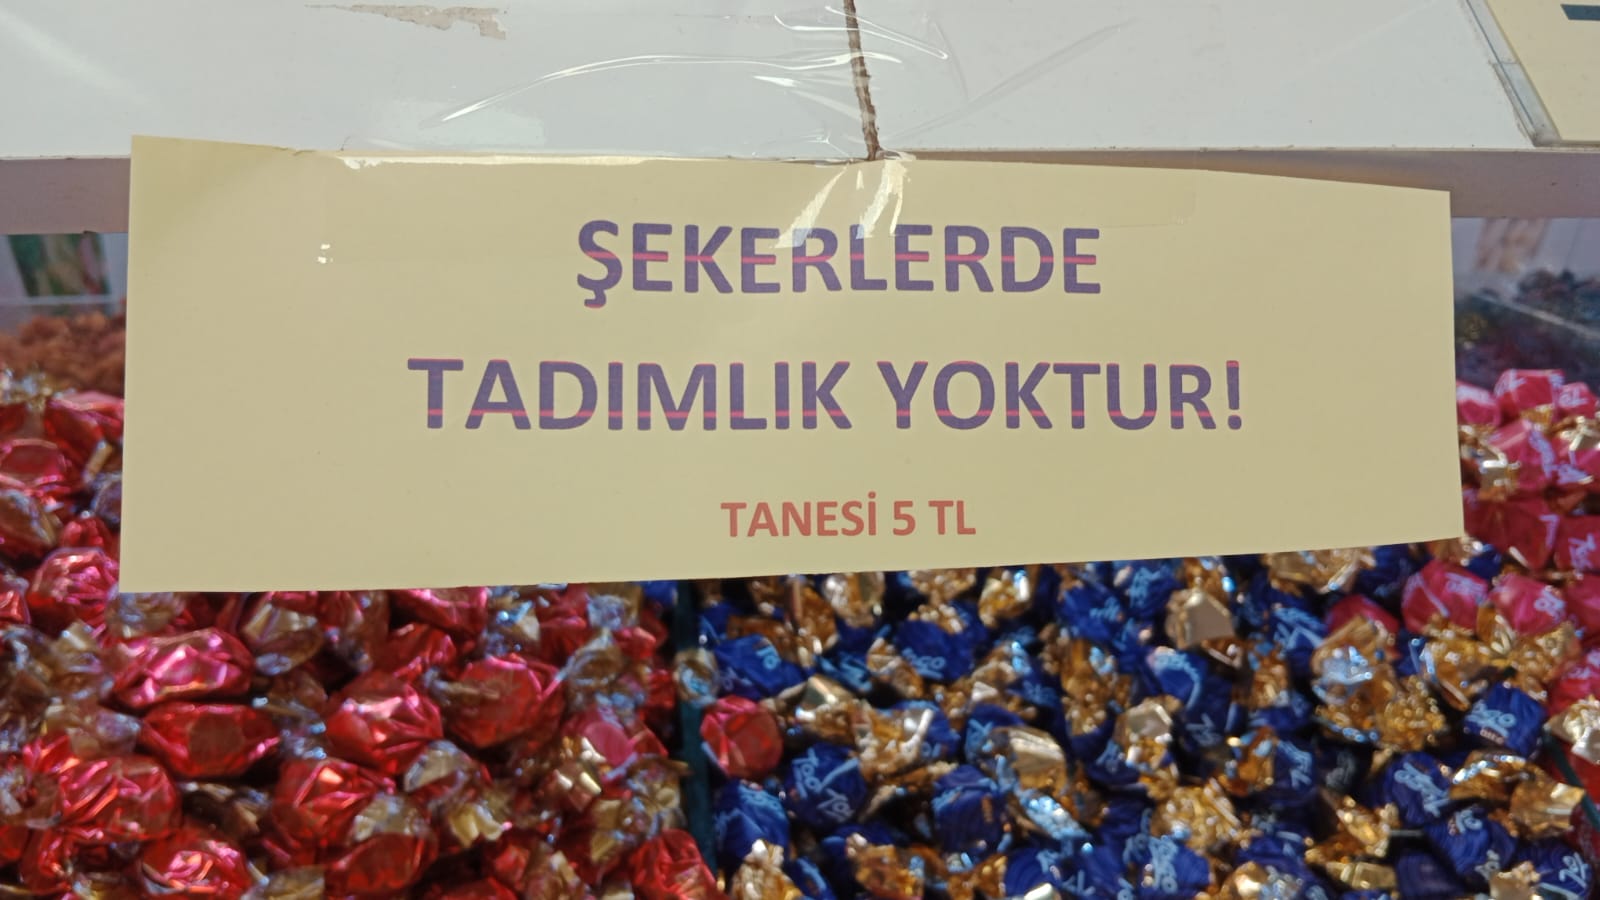 ŞEKERLERDE
TADIMLIK YOKTUR!
TANESİ 5 TL